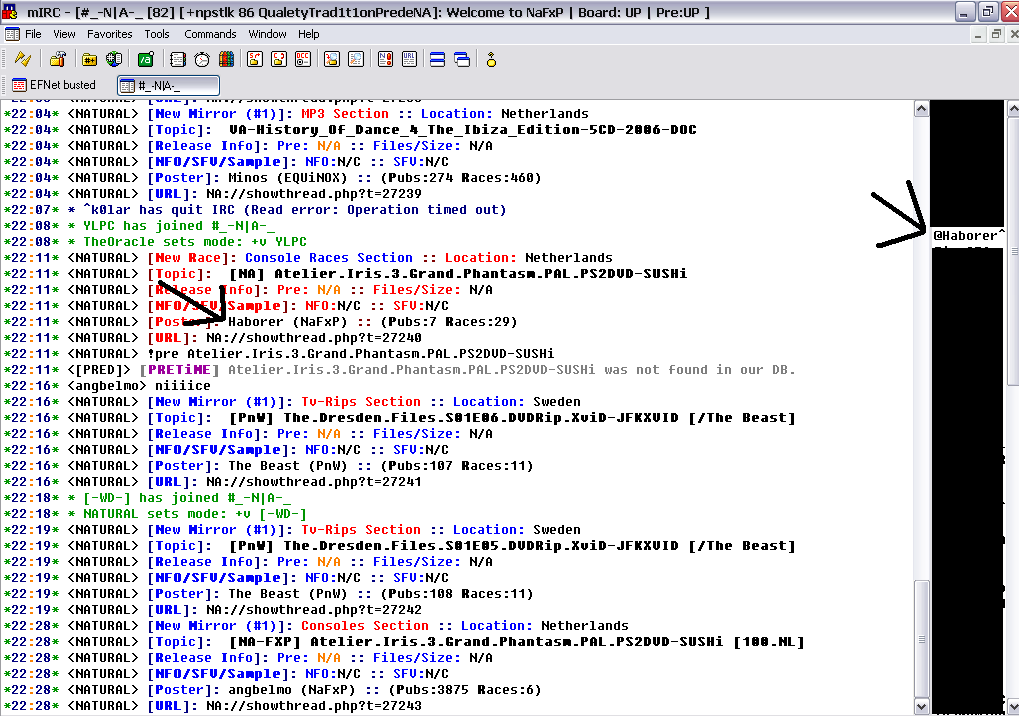 mIRC - [#_-N|A-_ [82] [+npstlk 86 QualetyTrad1t1onPredeNA]: Welcome to NaFxP | Board: UP | Pre:UP ]
File View Favorites Tools Commands Window Help
EFNet busted #_-N|A-_
*22:04* <NATURAL> [New Mirror (#1)]: MP3 Section :: Location: Netherlands
*22:04* <NATURAL> [Topic]: VA-History_Of_Dance_4_The_Ibiza_Edition-5CD-2006-DOC
*22:04* <NATURAL> [Release Info]: Pre: N/A :: Files/Size: N/A
*22:04* <NATURAL> [NFO/SFV/Sample]: NFO:N/C :: SFV:N/C
*22:04* <NATURAL> [Poster]: Minos (EQUiNOX) :: (Pubs:274 Races:460)
*22:04* <NATURAL> [URL]: NA://showthread.php?t=27239
*22:07* * ^k0lar has quit IRC (Read error: Operation timed out)
*22:08* * YLPC has joined #_-N|A-_
*22:08* * TheOracle sets mode: +v YLPC
@Haborer^
*22:11* <NATURAL> [New Race]: Console Races Section :: Location: Netherlands
*22:11* <NATURAL> [Topic]: [NA] Atelier.Iris.3.Grand.Phantasm.PAL.PS2DVD-SUSHi
*22:11* <NATURAL> [Release Info]: Pre: N/A :: Files/Size: N/A
*22:11* <NATURAL> [NFO/SFV/Sample]: NFO:N/C :: SFV:N/C
*22:11* <NATURAL> [Poster]: Haborer (NaFxP) :: (Pubs:7 Races:29)
*22:11* <NATURAL> [URL]: NA://showthread.php?t=27240
*22:11* <NATURAL> !pre Atelier.Iris.3.Grand.Phantasm.PAL.PS2DVD-SUSHi
*22:11* <[PRED]> [PRETiME] Atelier.Iris.3.Grand.Phantasm.PAL.PS2DVD-SUSHi was not found in our DB.
*22:16* <angbelmo> niiiice
*22:16* <NATURAL> [New Mirror (#1)]: Tv-Rips Section :: Location: Sweden
*22:16* <NATURAL> [Topic]: [PnW] The.Dresden.Files.S01E06.DVDRip.XviD-JFKXVID [/The Beast]
*22:16* <NATURAL> [Release Info]: Pre: N/A :: Files/Size: N/A
*22:16* <NATURAL> [NFO/SFV/Sample]: NFO:N/C :: SFV:N/C
*22:16* <NATURAL> [Poster]: The Beast (PnW) :: (Pubs:107 Races:11)
*22:16* <NATURAL> [URL]: NA://showthread.php?t=27241
*22:18* * [-WD-] has joined #_-N|A-_
*22:18* * NATURAL sets mode: +v [-WD-]
*22:19* <NATURAL> [New Mirror (#1)]: Tv-Rips Section :: Location: Sweden
*22:19* <NATURAL> [Topic]: [PnW] The.Dresden.Files.S01E05.DVDRip.XviD-JFKXVID [/The Beast]
*22:19* <NATURAL> [Release Info]: Pre: N/A :: Files/Size: N/A
*22:19* <NATURAL> [NFO/SFV/Sample]: NFO:N/C :: SFV:N/C
*22:19* <NATURAL> [Poster]: The Beast (PnW) :: (Pubs:108 Races:11)
*22:19* <NATURAL> [URL]: NA://showthread.php?t=27242
*22:28* <NATURAL> [New Mirror (#1)]: Consoles Section :: Location: Netherlands
*22:28* <NATURAL> [Topic]: [NA-FXP] Atelier.Iris.3.Grand.Phantasm.PAL.PS2DVD-SUSHi [100.NL]
*22:28* <NATURAL> [Release Info]: Pre: N/A :: Files/Size: N/A
*22:28* <NATURAL> [NFO/SFV/Sample]: NFO:N/C :: SFV:N/C
*22:28* <NATURAL> [Poster]: angbelmo (NaFxP) :: (Pubs:3875 Races:6)
*22:28* <NATURAL> [URL]: NA://showthread.php?t=27243